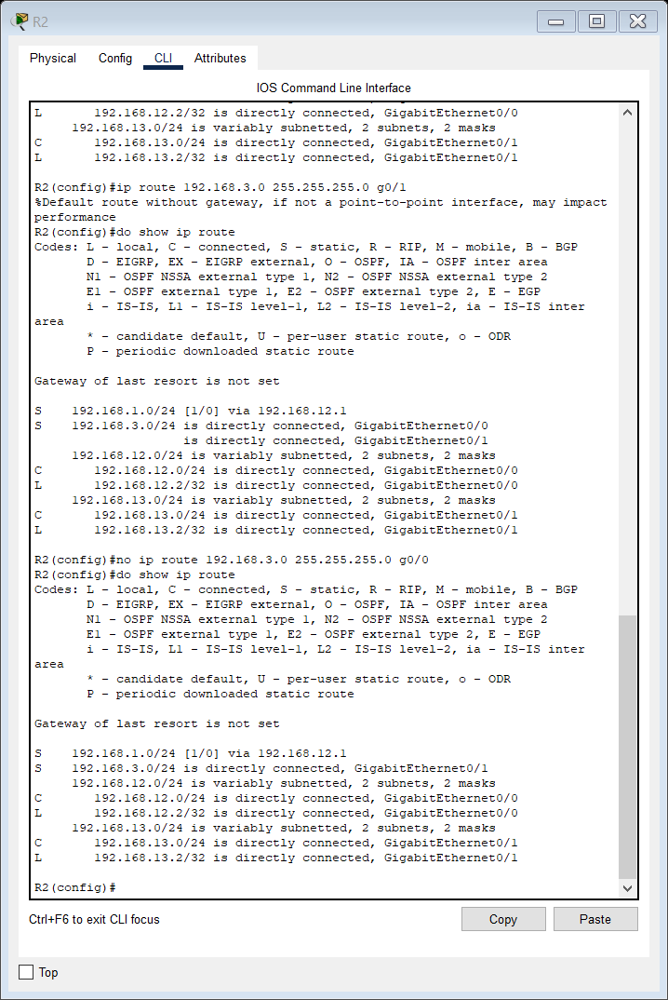 R2
Physical Config CLI Attributes
IOS Command Line Interface
L 192.168.12.2/32 is directly connected, GigabitEthernet0/0
192.168.13.0/24 is variably subnetted, 2 subnets, 2 masks
C 192.168.13.0/24 is directly connected, GigabitEthernet0/1
L 192.168.13.2/32 is directly connected, GigabitEthernet0/1
R2(config)#ip route 192.168.3.0 255.255.255.0 g0/1
%Default route without gateway, if not a point-to-point interface, may impact
performance
R2(config)#do show ip route
Codes: L - local, C - connected, S - static, R - RIP, M - mobile, B - BGP
D - EIGRP, EX - EIGRP external, O - OSPF, IA - OSPF inter area
N1 - OSPF NSSA external type 1, N2 - OSPF NSSA external type 2
E1 - OSPF external type 1, E2 - OSPF external type 2, E - EGP
i - IS-IS, L1 - IS-IS level-1, L2 - IS-IS level-2, ia - IS-IS inter
area
* - candidate default, U - per-user static route, o - ODR
P - periodic downloaded static route
Gateway of last resort is not set
S 192.168.1.0/24 [1/0] via 192.168.12.1
S 192.168.3.0/24 is directly connected, GigabitEthernet0/0
is directly connected, GigabitEthernet0/1
192.168.12.0/24 is variably subnetted, 2 subnets, 2 masks
C 192.168.12.0/24 is directly connected, GigabitEthernet0/0
L 192.168.12.2/32 is directly connected, GigabitEthernet0/0
192.168.13.0/24 is variably subnetted, 2 subnets, 2 masks
C 192.168.13.0/24 is directly connected, GigabitEthernet0/1
L 192.168.13.2/32 is directly connected, GigabitEthernet0/1
R2(config)#no ip route 192.168.3.0 255.255.255.0 g0/0
R2(config)#do show ip route
Codes: L - local, C - connected, S - static, R - RIP, M - mobile, B - BGP
D - EIGRP, EX - EIGRP external, O - OSPF, IA - OSPF inter area
N1 - OSPF NSSA external type 1, N2 - OSPF NSSA external type 2
E1 - OSPF external type 1, E2 - OSPF external type 2, E - EGP
i - IS-IS, L1 - IS-IS level-1, L2 - IS-IS level-2, ia - IS-IS inter
area
* - candidate default, U - per-user static route, o - ODR
P - periodic downloaded static route
Gateway of last resort is not set
S 192.168.1.0/24 [1/0] via 192.168.12.1
S 192.168.3.0/24 is directly connected, GigabitEthernet0/1
192.168.12.0/24 is variably subnetted, 2 subnets, 2 masks
C 192.168.12.0/24 is directly connected, GigabitEthernet0/0
L 192.168.12.2/32 is directly connected, GigabitEthernet0/0
192.168.13.0/24 is variably subnetted, 2 subnets, 2 masks
C 192.168.13.0/24 is directly connected, GigabitEthernet0/1
L 192.168.13.2/32 is directly connected, GigabitEthernet0/1
R2(config)#
Ctrl+F6 to exit CLI focus
Copy Paste
Top